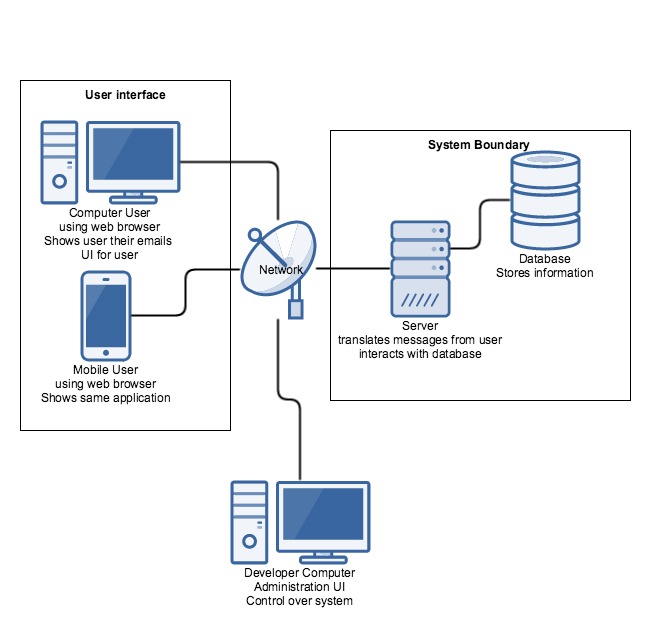 User interface
Computer User
using web browser
Shows user their emails
UI for user
Mobile User
using web browser
Shows same application
Network
System Boundary
Database
Stores information
Server
translates messages from user
interacts with database
Developer Computer
Administration UI
Control over system